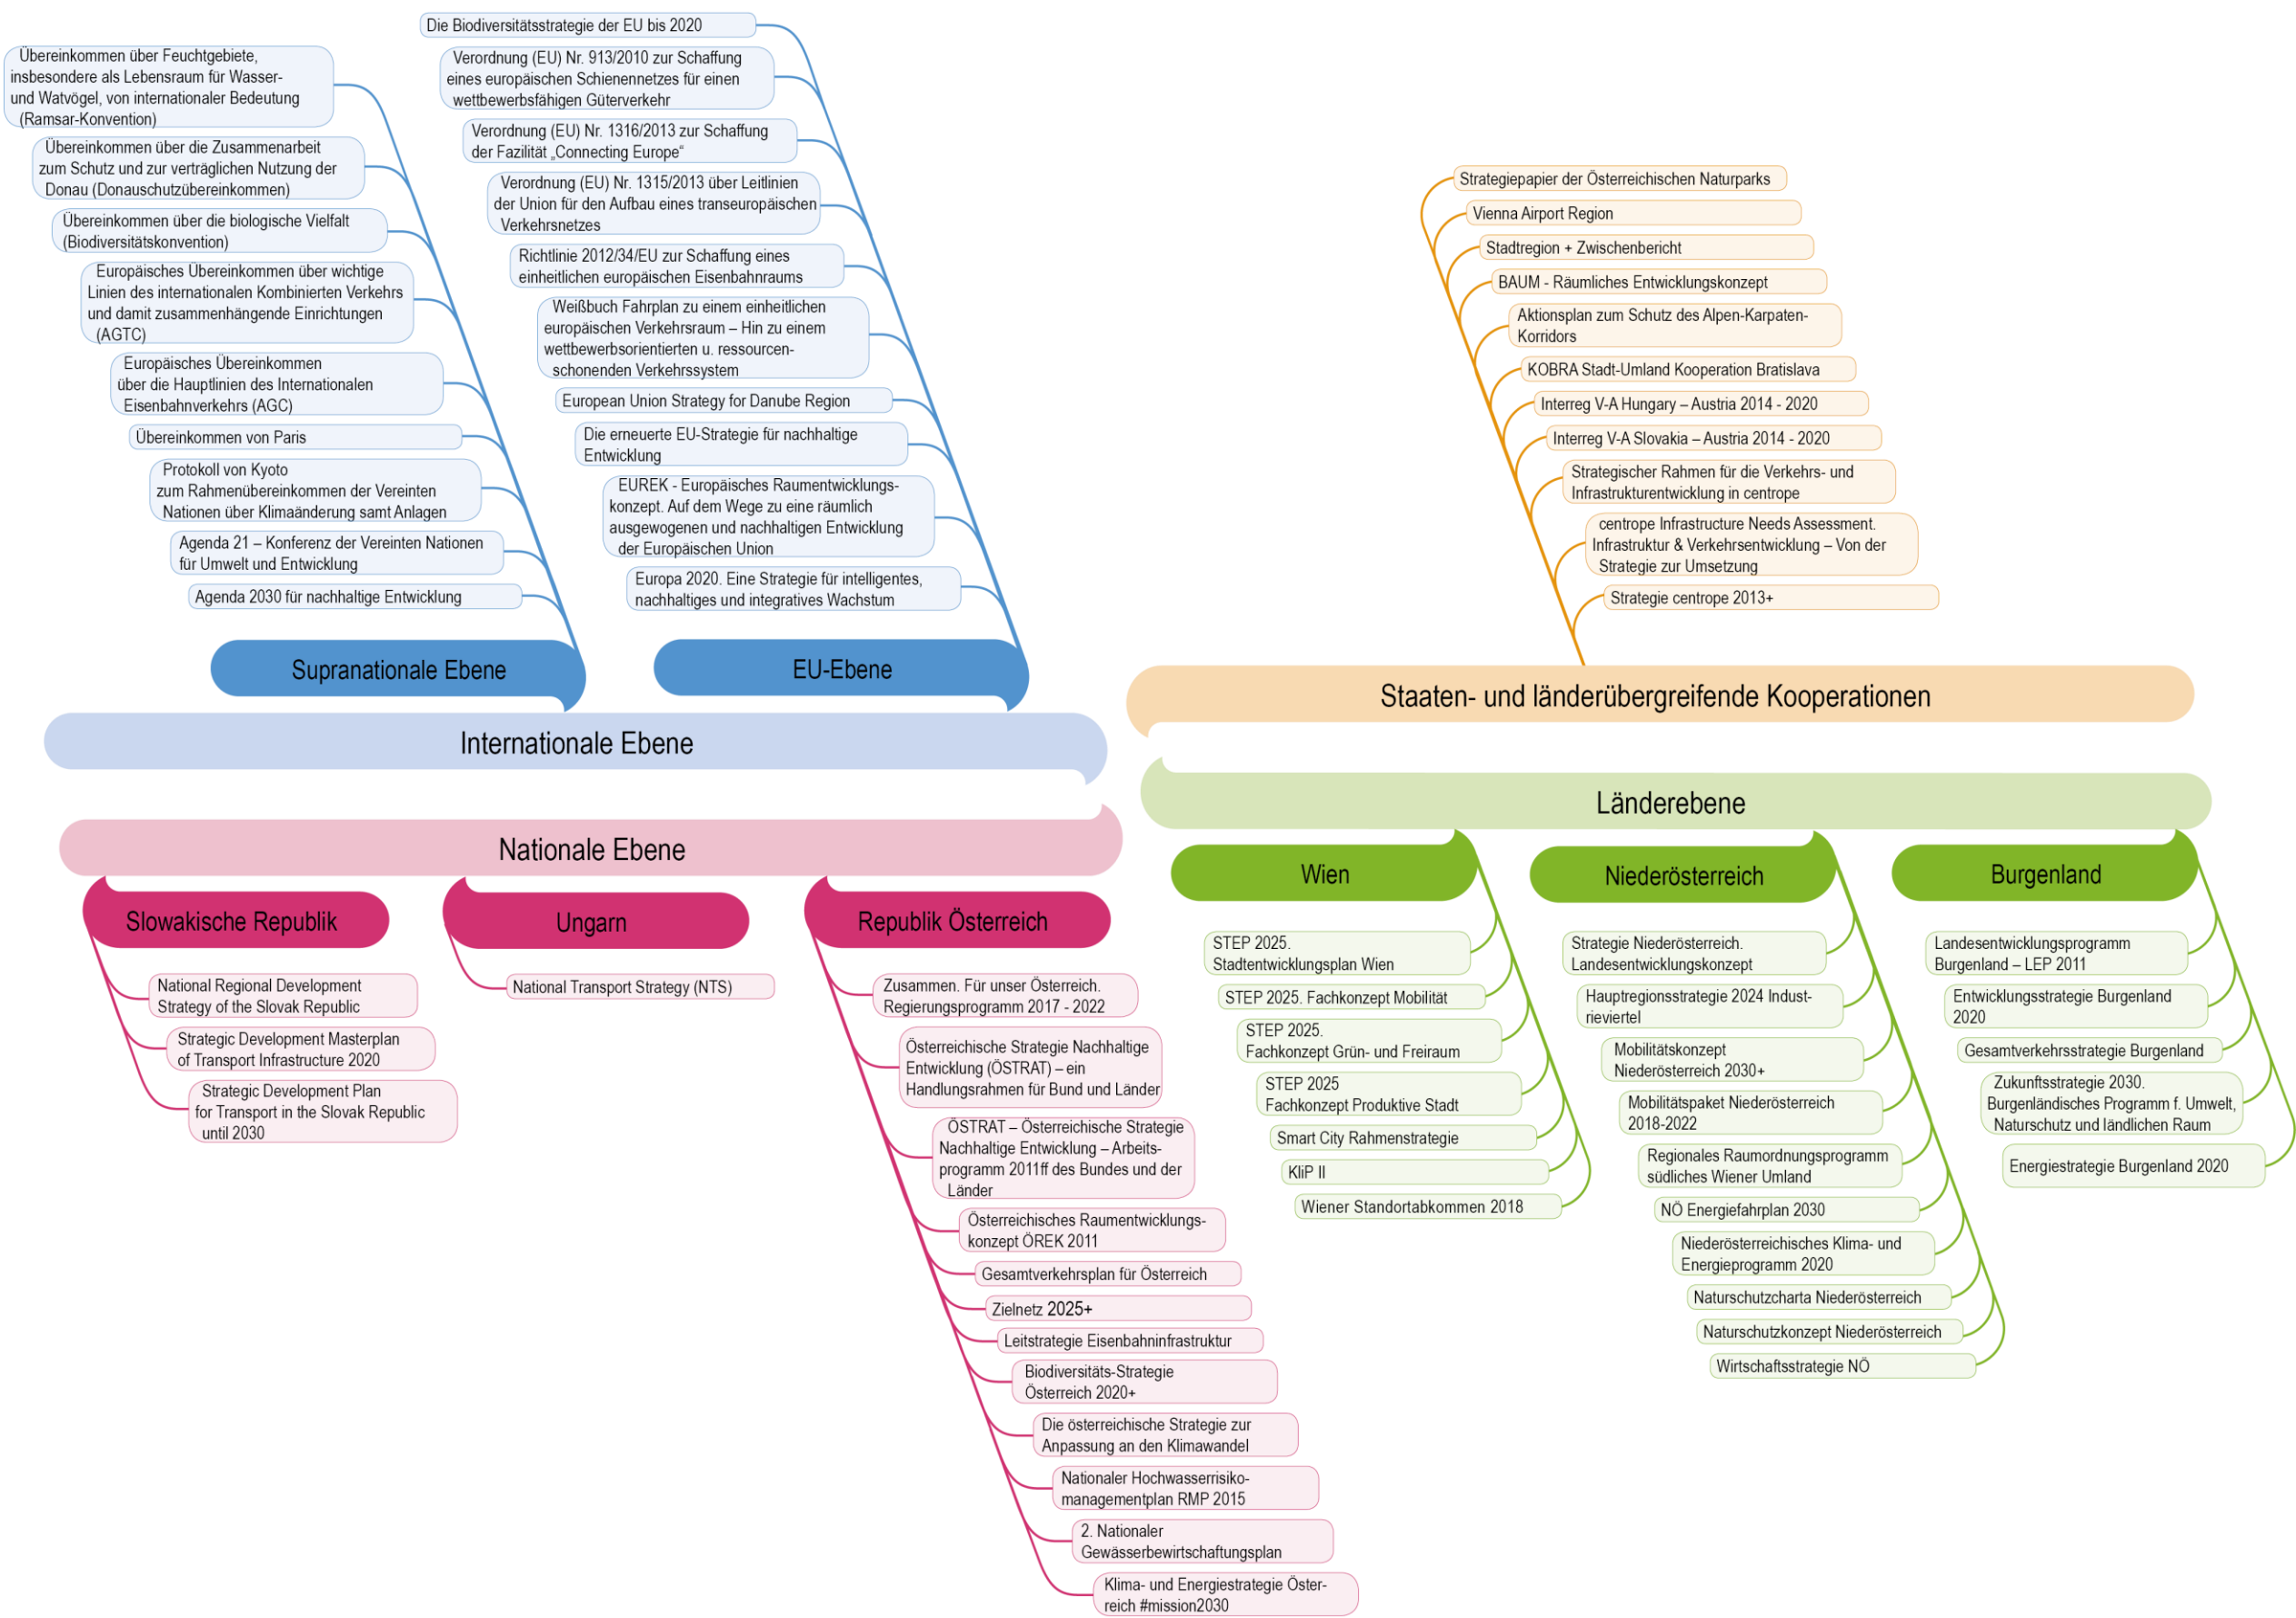 Übereinkommen über Feuchtgebiete,
insbesondere als Lebensraum für Wasser-
und Watvögel, von internationaler Bedeutung
(Ramsar-Konvention)
Übereinkommen über die Zusammenarbeit
zum Schutz und zur verträglichen Nutzung der
Donau (Donauschutzübereinkommen)
Übereinkommen über die biologische Vielfalt
(Biodiversitätskonvention)
Europäisches Übereinkommen über wichtige
Linien des internationalen Kombinierten Verkehrs
und damit zusammenhängende Einrichtungen
(AGTC)
Europäisches Übereinkommen
über die Hauptlinien des Internationalen
Eisenbahnverkehrs (AGC)
Übereinkommen von Paris
Protokoll von Kyoto
zum Rahmenübereinkommen der Vereinten
Nationen über Klimaänderung samt Anlagen
Agenda 21 – Konferenz der Vereinten Nationen
für Umwelt und Entwicklung
Agenda 2030 für nachhaltige Entwicklung
Supranationale Ebene
Die Biodiversitätsstrategie der EU bis 2020
Verordnung (EU) Nr. 913/2010 zur Schaffung
eines europäischen Schienennetzes für einen
wettbewerbsfähigen Güterverkehr
Verordnung (EU) Nr. 1316/2013 zur Schaffung
der Fazilität „Connecting Europe“
Verordnung (EU) Nr. 1315/2013 über Leitlinien
der Union für den Aufbau eines transeuropäischen
Verkehrsnetzes
Richtlinie 2012/34/EU zur Schaffung eines
einheitlichen europäischen Eisenbahnraums
Weißbuch Fahrplan zu einem einheitlichen
europäischen Verkehrsraum – Hin zu einem
wettbewerbsorientierten u. ressourcen-
schonenden Verkehrssystem
European Union Strategy for Danube Region
Die erneuerte EU-Strategie für nachhaltige
Entwicklung
EUREK - Europäisches Raumentwicklungs-
konzept. Auf dem Wege zu eine räumlich
ausgewogenen und nachhaltigen Entwicklung
der Europäischen Union
Europa 2020. Eine Strategie für intelligentes,
nachhaltiges und integratives Wachstum
EU-Ebene
Internationale Ebene
Strategiepapier der Österreichischen Naturparks
Vienna Airport Region
Stadtregion + Zwischenbericht
BAUM - Räumliches Entwicklungskonzept
Aktionsplan zum Schutz des Alpen-Karpaten-
Korridors
KOBRA Stadt-Umland Kooperation Bratislava
Interreg V-A Hungary – Austria 2014 - 2020
Interreg V-A Slovakia – Austria 2014 - 2020
Strategischer Rahmen für die Verkehrs- und
Infrastrukturentwicklung in centrope
centrope Infrastructure Needs Assessment.
Infrastruktur & Verkehrsentwicklung – Von der
Strategie zur Umsetzung
Strategie centrope 2013+
Staaten- und länderübergreifende Kooperationen
Nationale Ebene
Slowakische Republik
National Regional Development
Strategy of the Slovak Republic
Strategic Development Masterplan
of Transport Infrastructure 2020
Strategic Development Plan
for Transport in the Slovak Republic
until 2030
Ungarn
National Transport Strategy (NTS)
Republik Österreich
Zusammen. Für unser Österreich.
Regierungsprogramm 2017 - 2022
Österreichische Strategie Nachhaltige
Entwicklung (ÖSTRAT) – ein
Handlungsrahmen für Bund und Länder
ÖSTRAT – Österreichische Strategie
Nachhaltige Entwicklung – Arbeits-
programm 2011ff des Bundes und der
Länder
Österreichisches Raumentwicklungs-
konzept ÖREK 2011
Gesamtverkehrsplan für Österreich
Zielnetz 2025+
Leitstrategie Eisenbahninfrastruktur
Biodiversitäts-Strategie
Österreich 2020+
Die österreichische Strategie zur
Anpassung an den Klimawandel
Nationaler Hochwasserrisiko-
managementplan RMP 2015
2. Nationaler
Gewässerbewirtschaftungsplan
Klima- und Energiestrategie Öster-
reich #mission2030
Länderebene
Wien
STEP 2025.
Stadtentwicklungsplan Wien
STEP 2025. Fachkonzept Mobilität
STEP 2025.
Fachkonzept Grün- und Freiraum
STEP 2025
Fachkonzept Produktive Stadt
Smart City Rahmenstrategie
KliP II
Wiener Standortabkommen 2018
Niederösterreich
Strategie Niederösterreich.
Landesentwicklungskonzept
Hauptregionsstrategie 2024 Indust-
rieviertel
Mobilitätskonzept
Niederösterreich 2030+
Mobilitätspaket Niederösterreich
2018-2022
Regionales Raumordnungsprogramm
südliches Wiener Umland
NÖ Energiefahrplan 2030
Niederösterreichisches Klima- und
Energieprogramm 2020
Naturschutzcharta Niederösterreich
Naturschutzkonzept Niederösterreich
Wirtschaftsstrategie NÖ
Burgenland
Landesentwicklungsprogramm
Burgenland – LEP 2011
Entwicklungsstrategie Burgenland
2020
Gesamtverkehrsstrategie Burgenland
Zukunftsstrategie 2030.
Burgenländisches Programm f. Umwelt,
Naturschutz und ländlichen Raum
Energiestrategie Burgenland 2020